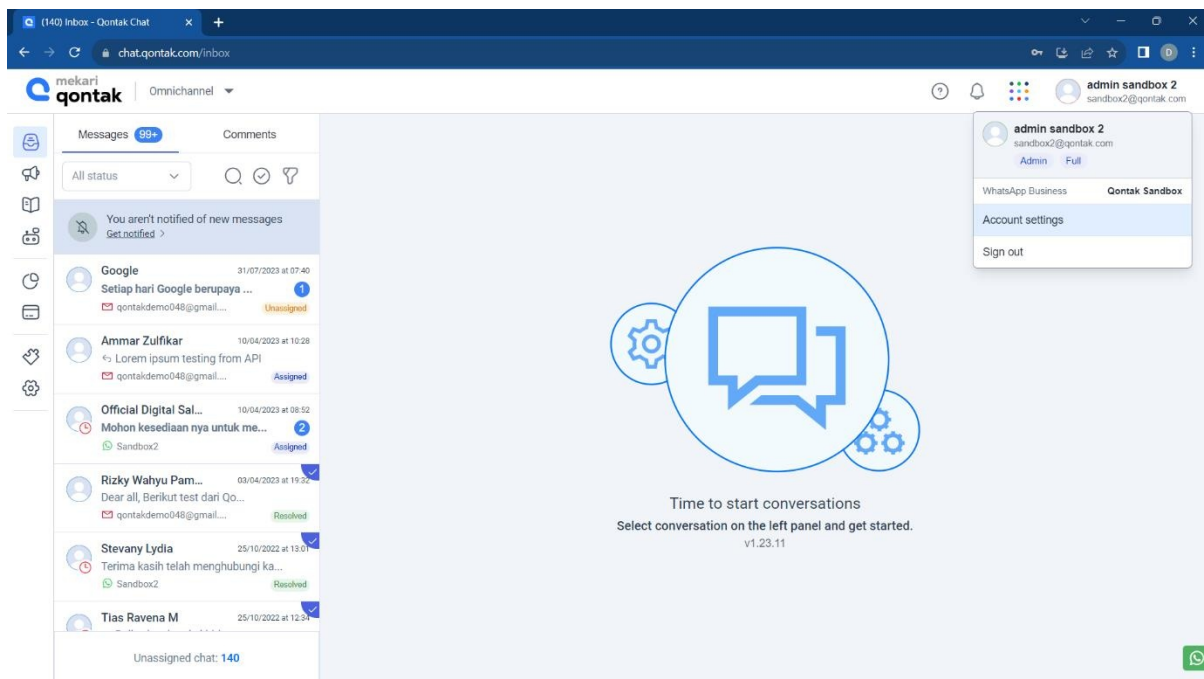 (140) Inbox - Qontak Chat
chat.qontak.com/inbox
mekari
qontak
Omnichannel
admin sandbox 2
sandbox2@qontak.com
Messages 99+ Comments
All status
You aren't notified of new messages
Get notified >
Google 31/07/2023 at 07:40
Setiap hari Google berupaya ... 1
qontakdemo048@gmail.... Unassigned
Ammar Zulfikar 10/04/2023 at 10:28
Lorem ipsum testing from API
qontakdemo048@gmail.... Assigned
Official Digital Sal... 10/04/2023 at 08:52
Mohon kesediaan nya untuk me... 2
Sandbox2 Assigned
Rizky Wahyu Pam... 03/04/2023 at 19:32
Dear all, Berikut test dari Qo...
qontakdemo048@gmail.... Resolved
Stevany Lydia 25/10/2022 at 13:01
Terima kasih telah menghubungi ka...
Sandbox2 Resolved
Tias Ravena M 25/10/2022 at 12:34
Unassigned chat: 140
admin sandbox 2
sandbox2@qontak.com
Admin Full
WhatsApp Business Qontak Sandbox
Account settings
Sign out
Time to start conversations
Select conversation on the left panel and get started.
v1.23.11
D